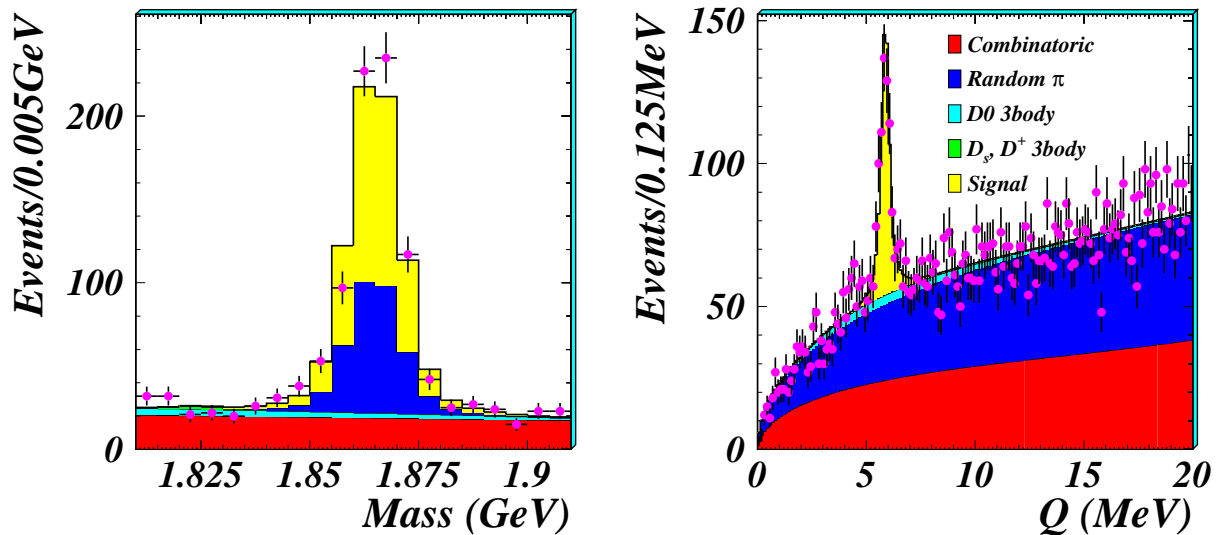 Events/0.005GeV
200
100
0
1.825
1.85
1.875
1.9
Mass (GeV)
Events/0.125MeV
150
100
50
0
0
5
10
15
20
Q (MeV)
Combinatoric
Random π
D0 3body
Ds, D+ 3body
Signal